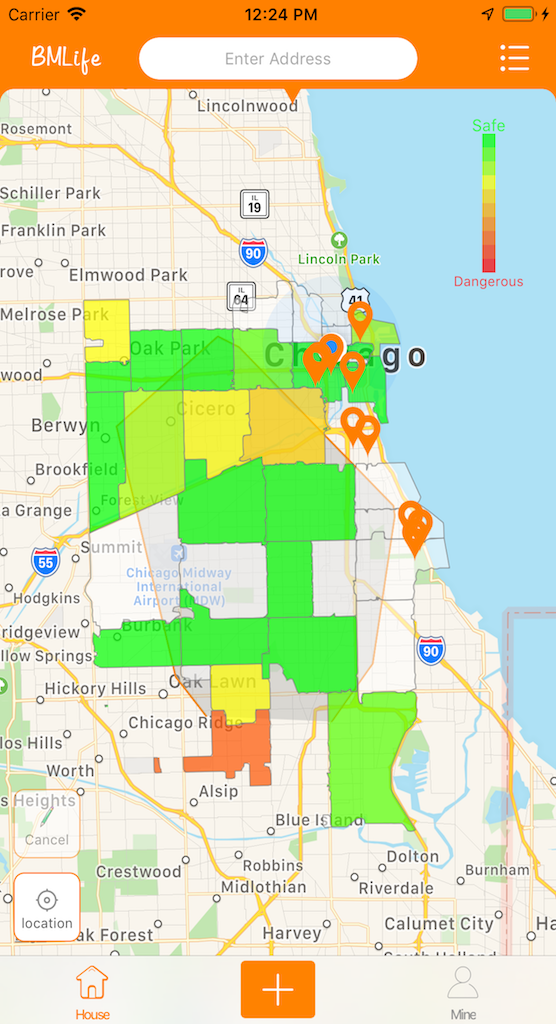 Carrier
12:24 PM
BMLife
Enter Address
Lincolnwood
Rosemont
Safe
Schiller Park
IL
19
Franklin Park
90
Lincoln Park
rove
Elmwood Park
Dangerous
IL
64
41
Melrose Park
Oak Park
Chicago
wood
Cicero
Berwyn
Brookfield
Forest View
a Grange
Summit
55
Chicago Midway
International
Airport (MDW)
Hodgkins
Burbank
ridgeview
90
llow Springs
Oak Lawn
Hickory Hills
Chicago Ridge
los Hills
Worth
Alsip
s Heights
Blue Island
Cancel
Dolton
Robbins
Crestwood
Burnham
Midlothian
Riverdale
location
Calumet City
Ha
ak Forest
Harvey
South Holland
House
Mine